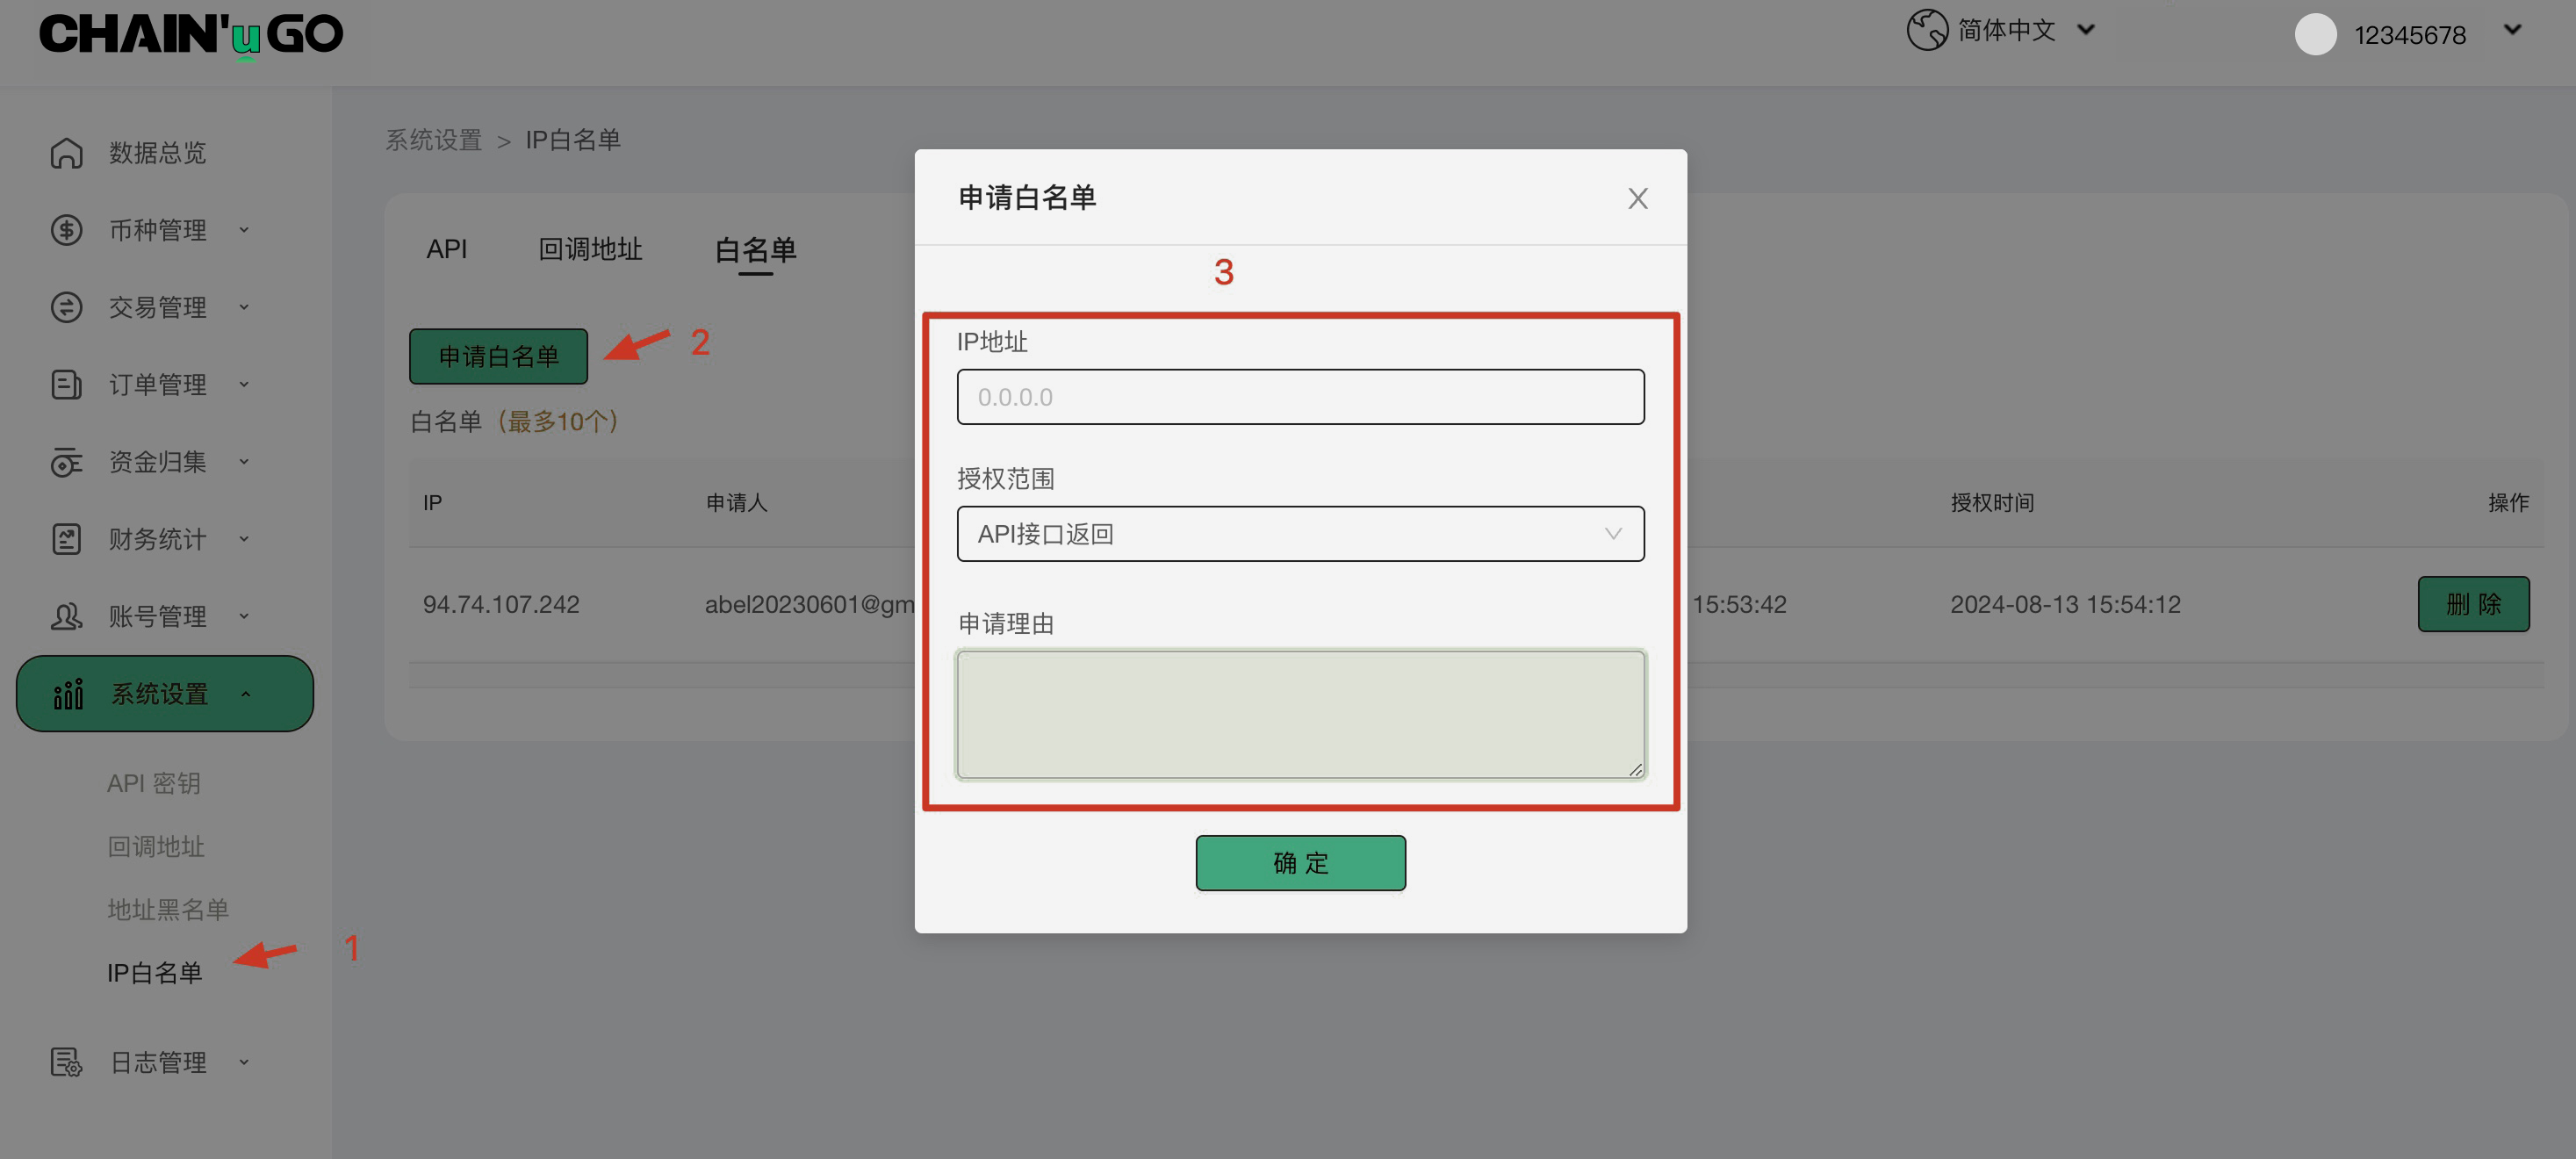 CHAIN'uGO
简体中文
12345678
数据总览
币种管理
交易管理
订单管理
资金归集
财务统计
账号管理
系统设置
API 密钥
回调地址
地址黑名单
IP白名单
1
日志管理
系统设置 > IP白名单
API 回调地址 白名单
申请白名单
2
白名单（最多10个）
IP 申请人 授权时间 操作
94.74.107.242 abel20230601@gm 15:53:42 2024-08-13 15:54:12 删 除
申请白名单
3
IP地址
0.0.0.0
授权范围
API接口返回
申请理由
确 定